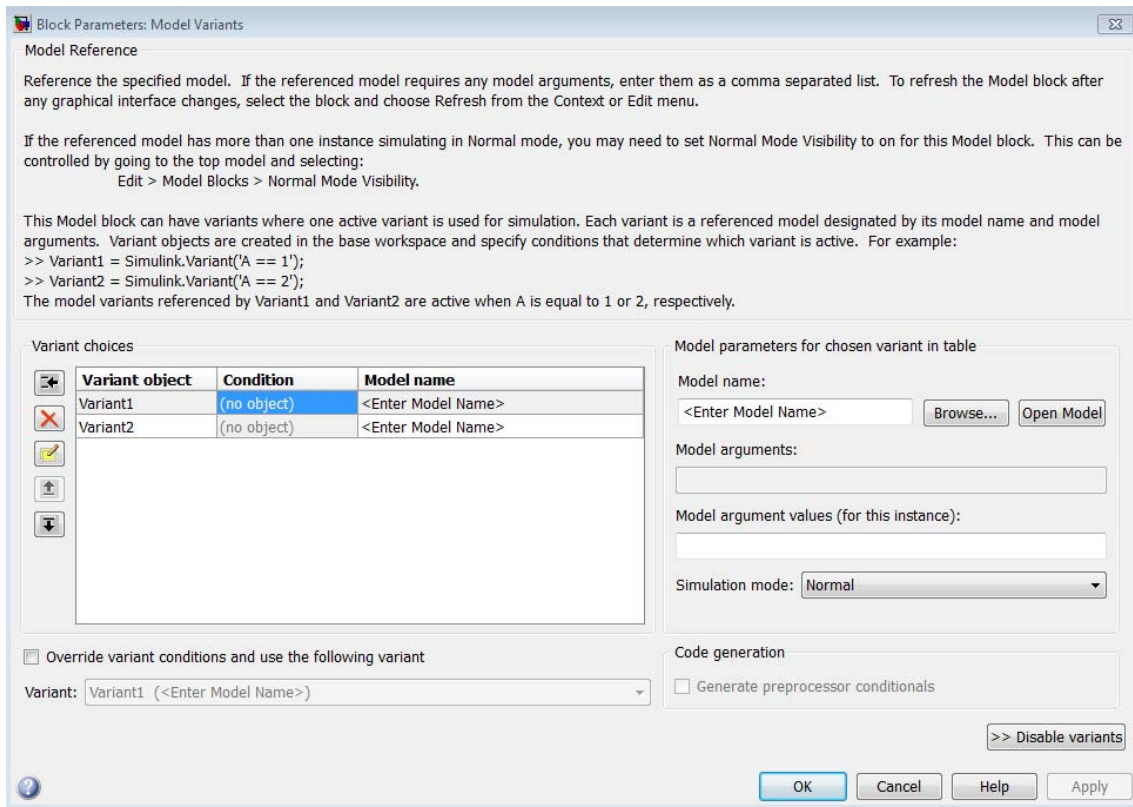 Block Parameters: Model Variants
Model Reference
Reference the specified model.  If the referenced model requires any model arguments, enter them as a comma separated list.  To refresh the Model block after
any graphical interface changes, select the block and choose Refresh from the Context or Edit menu.
If the referenced model has more than one instance simulating in Normal mode, you may need to set Normal Mode Visibility to on for this Model block.  This can be
controlled by going to the top model and selecting:
Edit > Model Blocks > Normal Mode Visibility.
This Model block can have variants where one active variant is used for simulation. Each variant is a referenced model designated by its model name and model
arguments.  Variant objects are created in the base workspace and specify conditions that determine which variant is active.  For example:
>> Variant1 = Simulink.Variant('A == 1');
>> Variant2 = Simulink.Variant('A == 2');
The model variants referenced by Variant1 and Variant2 are active when A is equal to 1 or 2, respectively.
Variant choices
Variant object Condition Model name
Variant1 (no object) <Enter Model Name>
Variant2 (no object) <Enter Model Name>
Model parameters for chosen variant in table
Model name:
<Enter Model Name> Browse... Open Model
Model arguments:
Model argument values (for this instance):
Simulation mode: Normal
Override variant conditions and use the following variant
Variant: Variant1 (<Enter Model Name>)
Code generation
Generate preprocessor conditionals
>> Disable variants
OK Cancel Help Apply